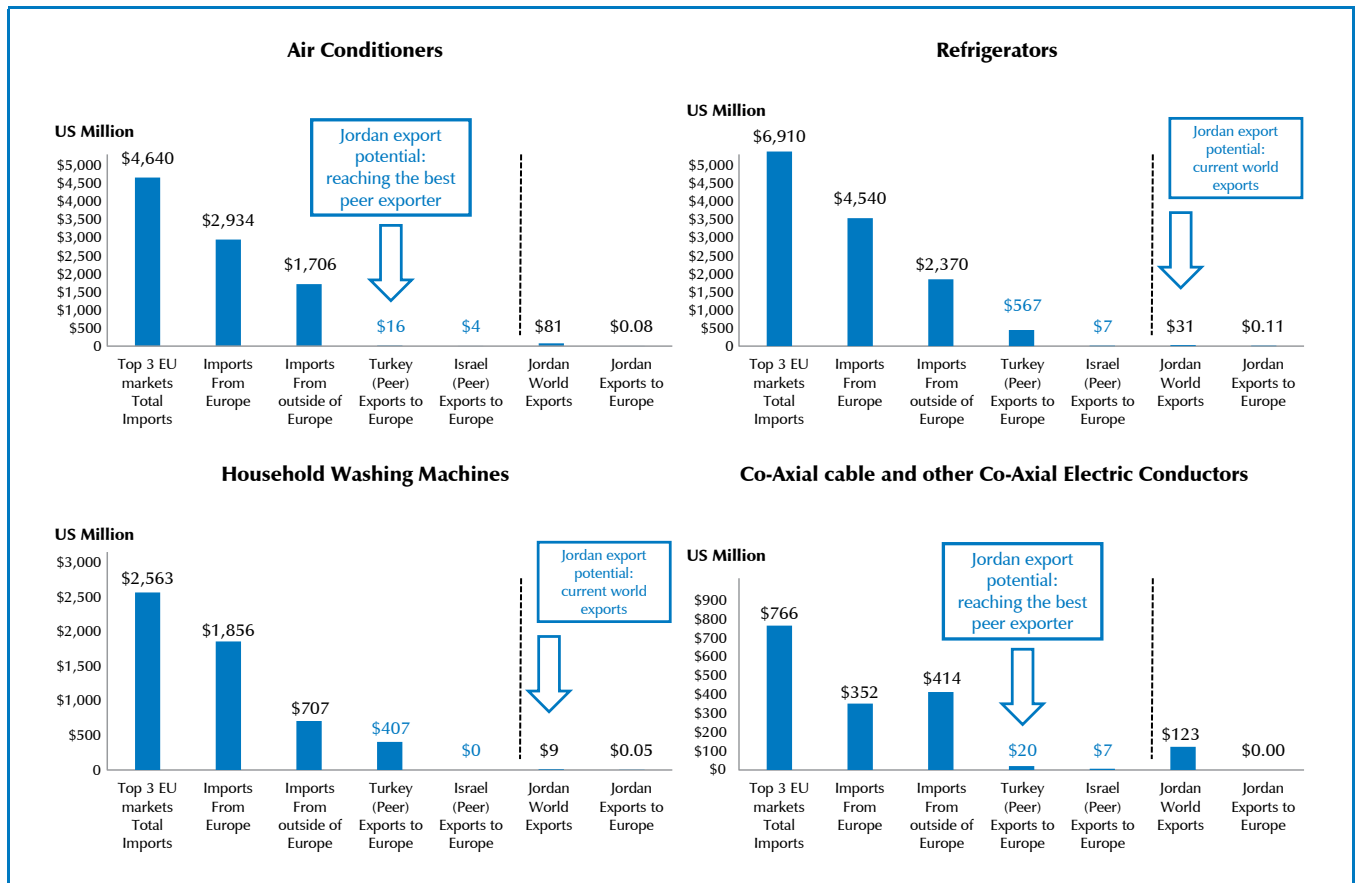 Air Conditioners
US Million
$5,000
$4,500
$4,000
$3,500
$3,000
$2,500
$2,000
$1,500
$1,000
$500
0
$4,640
$2,934
$1,706
$16
$4
$81
$0.08
Jordan export
potential:
reaching the best
peer exporter
Top 3 EU
markets
Total
Imports
Imports
From
Europe
Imports
From
outside of
Europe
Turkey
(Peer)
Exports to
Europe
Israel
(Peer)
Exports to
Europe
Jordan
World
Exports
Jordan
Exports to
Europe
Refrigerators
US Million
$5,000
$4,500
$4,000
$3,500
$3,000
$2,500
$2,000
$1,500
$1,000
$500
0
$6,910
$4,540
$2,370
$567
$7
$31
$0.11
Jordan export
potential:
current world
exports
Top 3 EU
markets
Total
Imports
Imports
From
Europe
Imports
From
outside of
Europe
Turkey
(Peer)
Exports to
Europe
Israel
(Peer)
Exports to
Europe
Jordan
World
Exports
Jordan
Exports to
Europe
Household Washing Machines
US Million
$3,000
$2,500
$2,000
$1,500
$1,000
$500
0
$2,563
$1,856
$707
$407
$0
$9
$0.05
Jordan export
potential:
current world
exports
Top 3 EU
markets
Total
Imports
Imports
From
Europe
Imports
From
outside of
Europe
Turkey
(Peer)
Exports to
Europe
Israel
(Peer)
Exports to
Europe
Jordan
World
Exports
Jordan
Exports to
Europe
Co-Axial cable and other Co-Axial Electric Conductors
US Million
$900
$800
$700
$600
$500
$400
$300
$200
$100
$0
$766
$352
$414
$20
$7
$123
$0.00
Jordan export
potential:
reaching the best
peer exporter
Top 3 EU
markets
Total
Imports
Imports
From
Europe
Imports
From
outside of
Europe
Turkey
(Peer)
Exports to
Europe
Israel
(Peer)
Exports to
Europe
Jordan
World
Exports
Jordan
Exports to
Europe